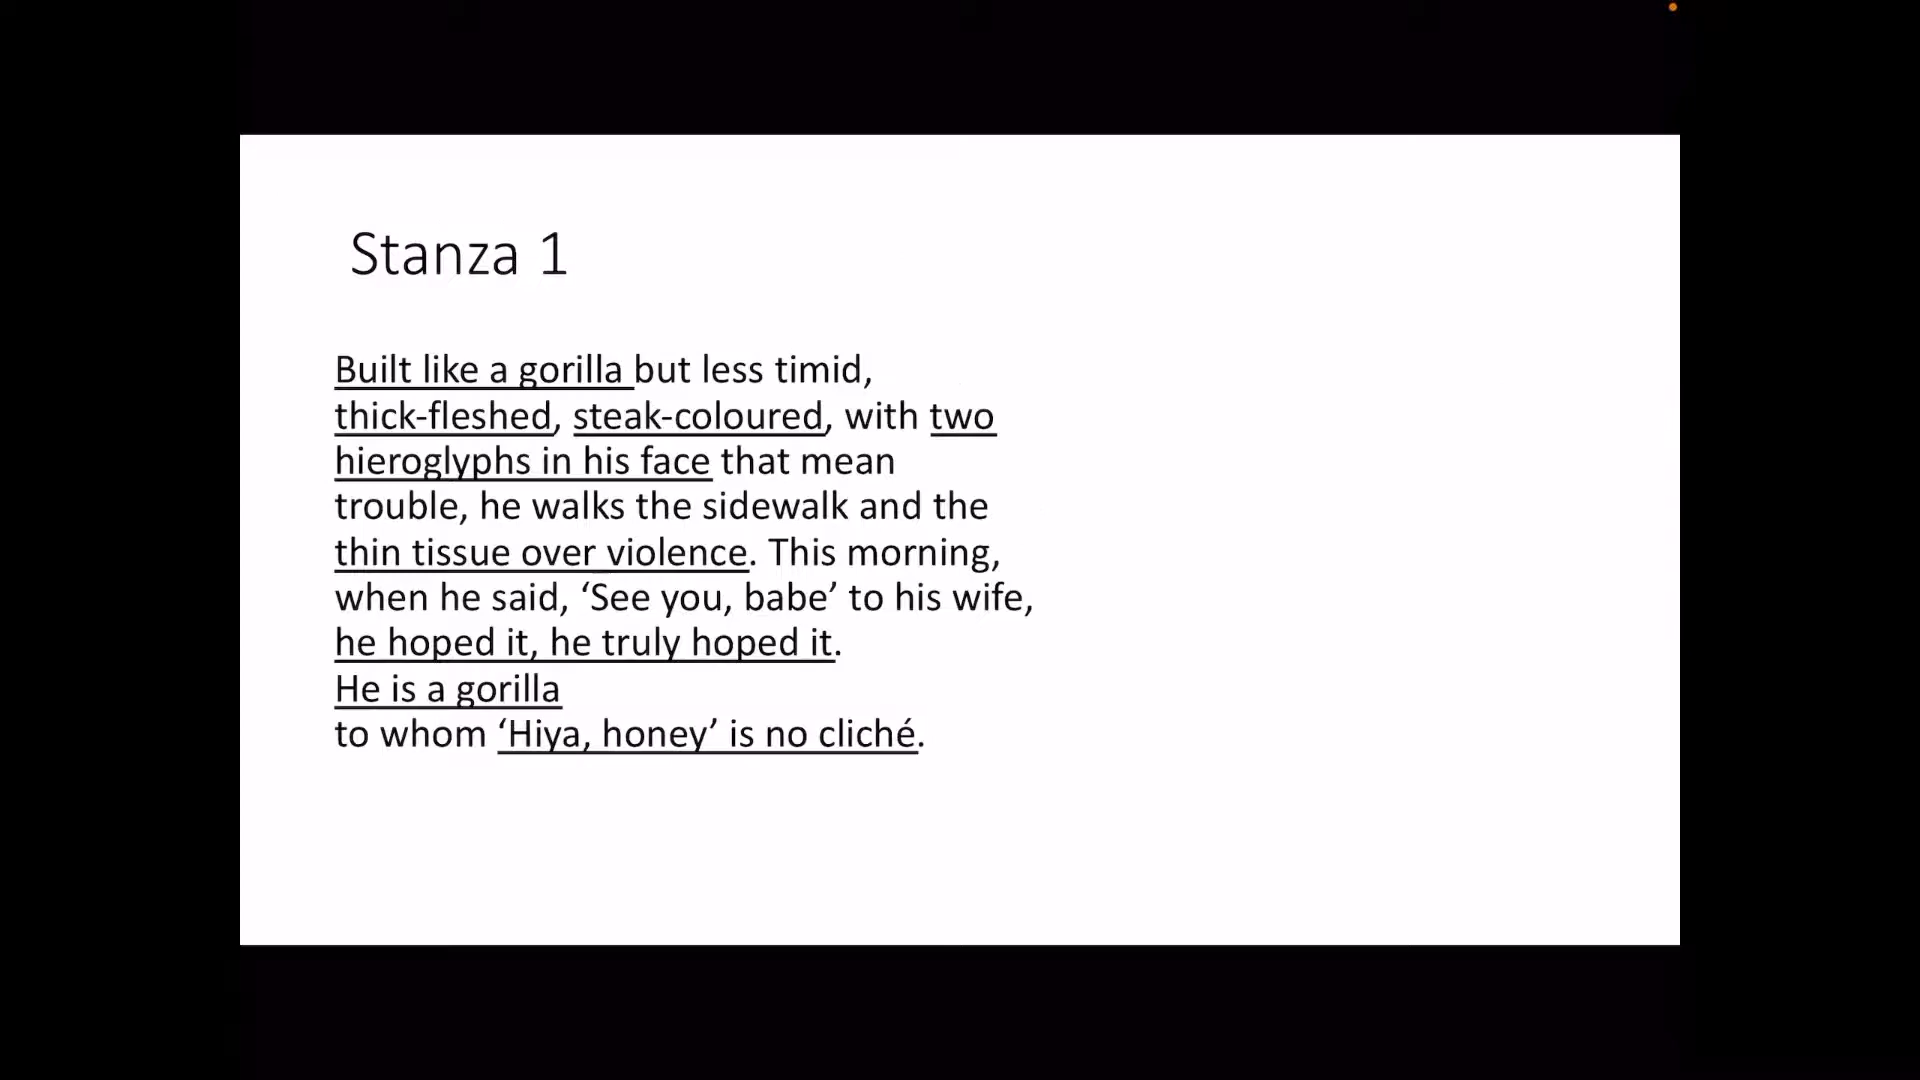 Stanza 1
Built like a gorilla but less timid,
thick-fleshed, steak-coloured, with two
hieroglyphs in his face that mean
trouble, he walks the sidewalk and the
thin tissue over violence. This morning,
when he said, ‘See you, babe’ to his wife,
he hoped it, he truly hoped it.
He is a gorilla
to whom ‘Hiya, honey’ is no cliché.